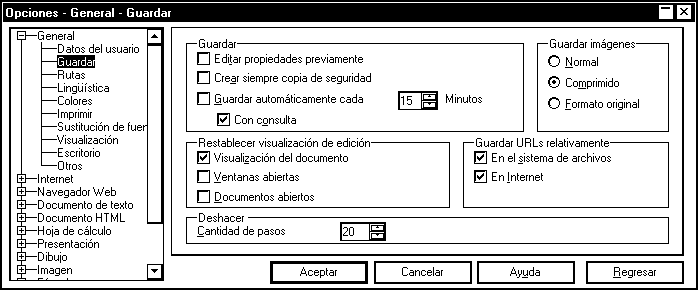 Opciones - General - Guardar
General
Datos del usuario
Guardar
Rutas
Lingüística
Colores
Imprimir
Sustitución de fuen
Visualización
Escritorio
Otros
Internet
Navegador Web
Documento de texto
Documento HTML
Hoja de cálculo
Presentación
Dibujo
Imagen
Guardar
Editar propiedades previamente
Crear siempre copia de seguridad
Guardar automáticamente cada 15 Minutos
Con consulta
Guardar imágenes
Normal
Comprimido
Formato original
Restablecer visualización de edición
Visualización del documento
Ventanas abiertas
Documentos abiertos
Guardar URLs relativamente
En el sistema de archivos
En Internet
Deshacer
Cantidad de pasos 20
Aceptar
Cancelar
Ayuda
Regresar